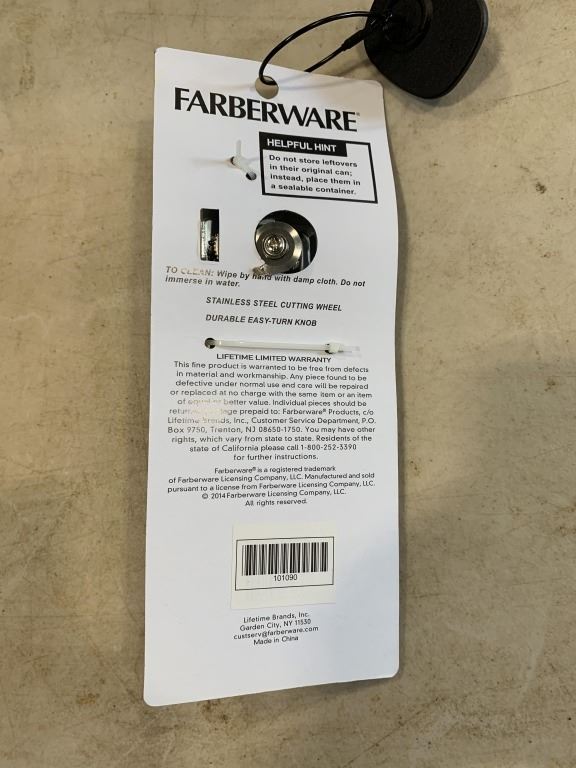 FARBERWARE®
HELPFUL HINT
Do not store leftovers
in their original can;
instead, place them in
a sealable container.
TO CLEAN: Wipe by hand with damp cloth. Do not
immerse in water.
STAINLESS STEEL CUTTING WHEEL
DURABLE EASY-TURN KNOB
LIFETIME LIMITED WARRANTY
This fine product is warranted to be free from defects
in material and workmanship. Any piece found to be
defective under normal use and care will be repaired
or replaced at no charge with the same item or an item
of equal or better value. Individual pieces should be
prepaid to: Farberware® Products, c/o
Lifetime Brands, Inc., Customer Service Department, P.O.
Box 9750, Trenton, NJ 08650-1750. You may have other
rights, which vary from state to state. Residents of the
state of California please call 1-800-252-3390
for further instructions.
Farberware® is a registered trademark
of Farberware Licensing Company, LLC. Manufactured and sold
pursuant to a license from Farberware Licensing Company, LLC.
© 2014 Farberware Licensing Company, LLC.
All rights reserved.
101090
Lifetime Brands, Inc.
Garden City, NY 11530
custserv@farberware.com
Made in China